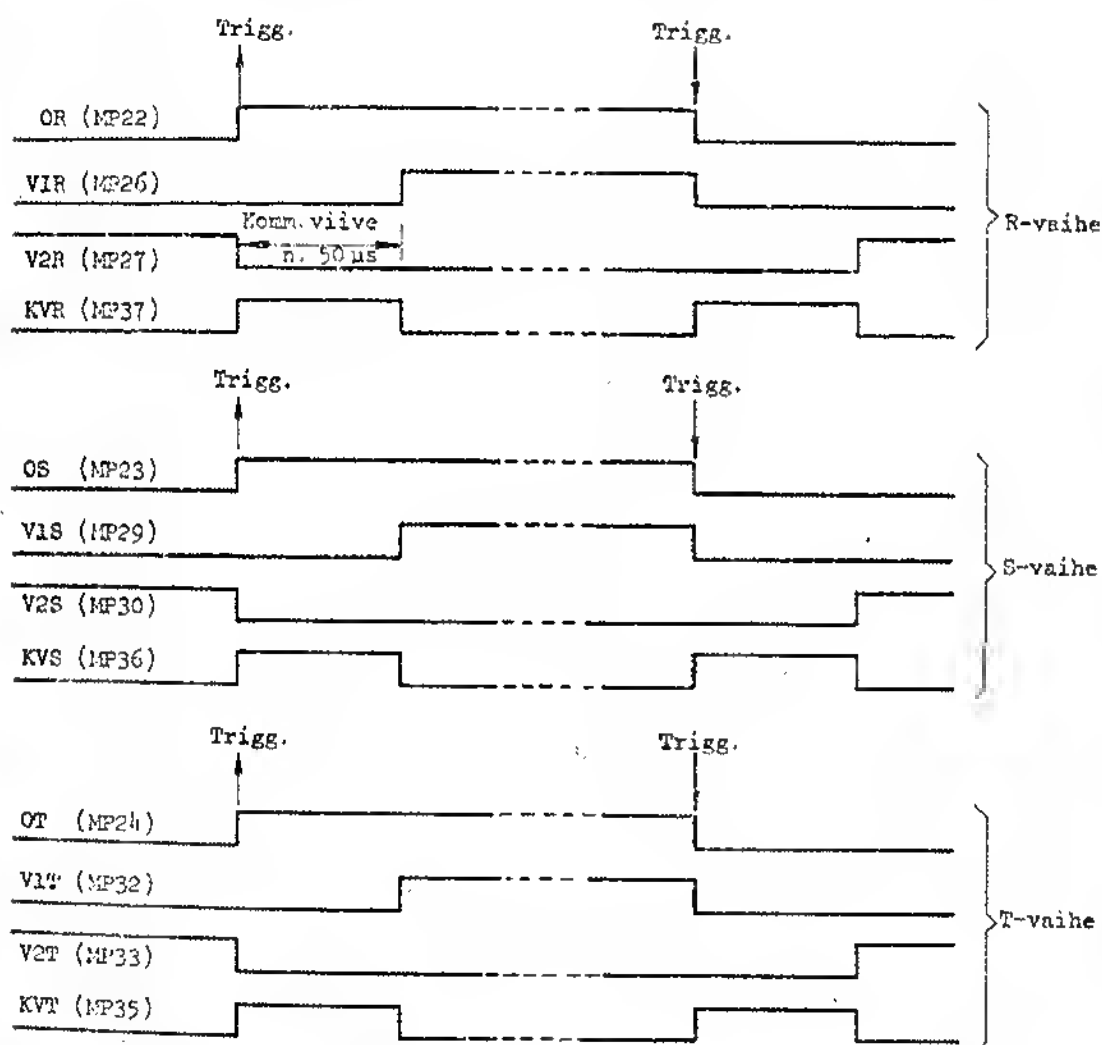 Trigg. Trigg.
OR (MP22)
V1R (MP26)
Komm. viive
V2R (MP27)
n. 50 µs
KVR (MP37)
R-vaihe
Trigg. Trigg.
OS (MP23)
V1S (MP29)
V2S (MP30)
KVS (MP36)
S-vaihe
Trigg. Trigg.
OT (MP24)
V1T (MP32)
V2T (MP33)
KVT (MP35)
T-vaihe